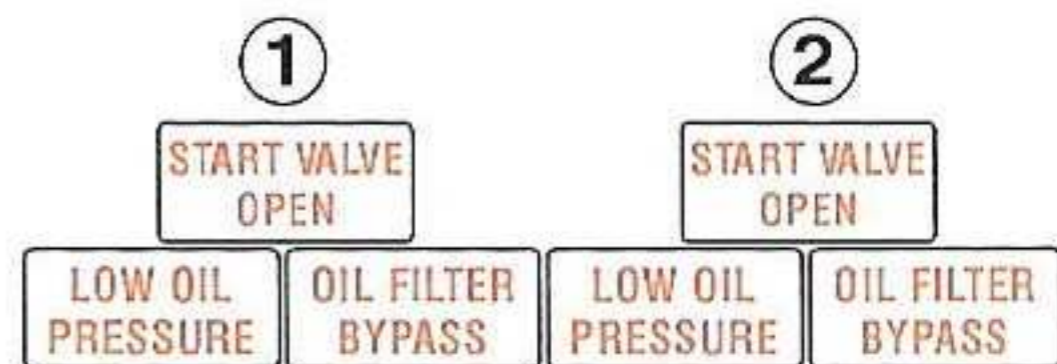 1 2
START VALVE START VALVE
OPEN OPEN
LOW OIL OIL FILTER LOW OIL OIL FILTER
PRESSURE BYPASS PRESSURE BYPASS